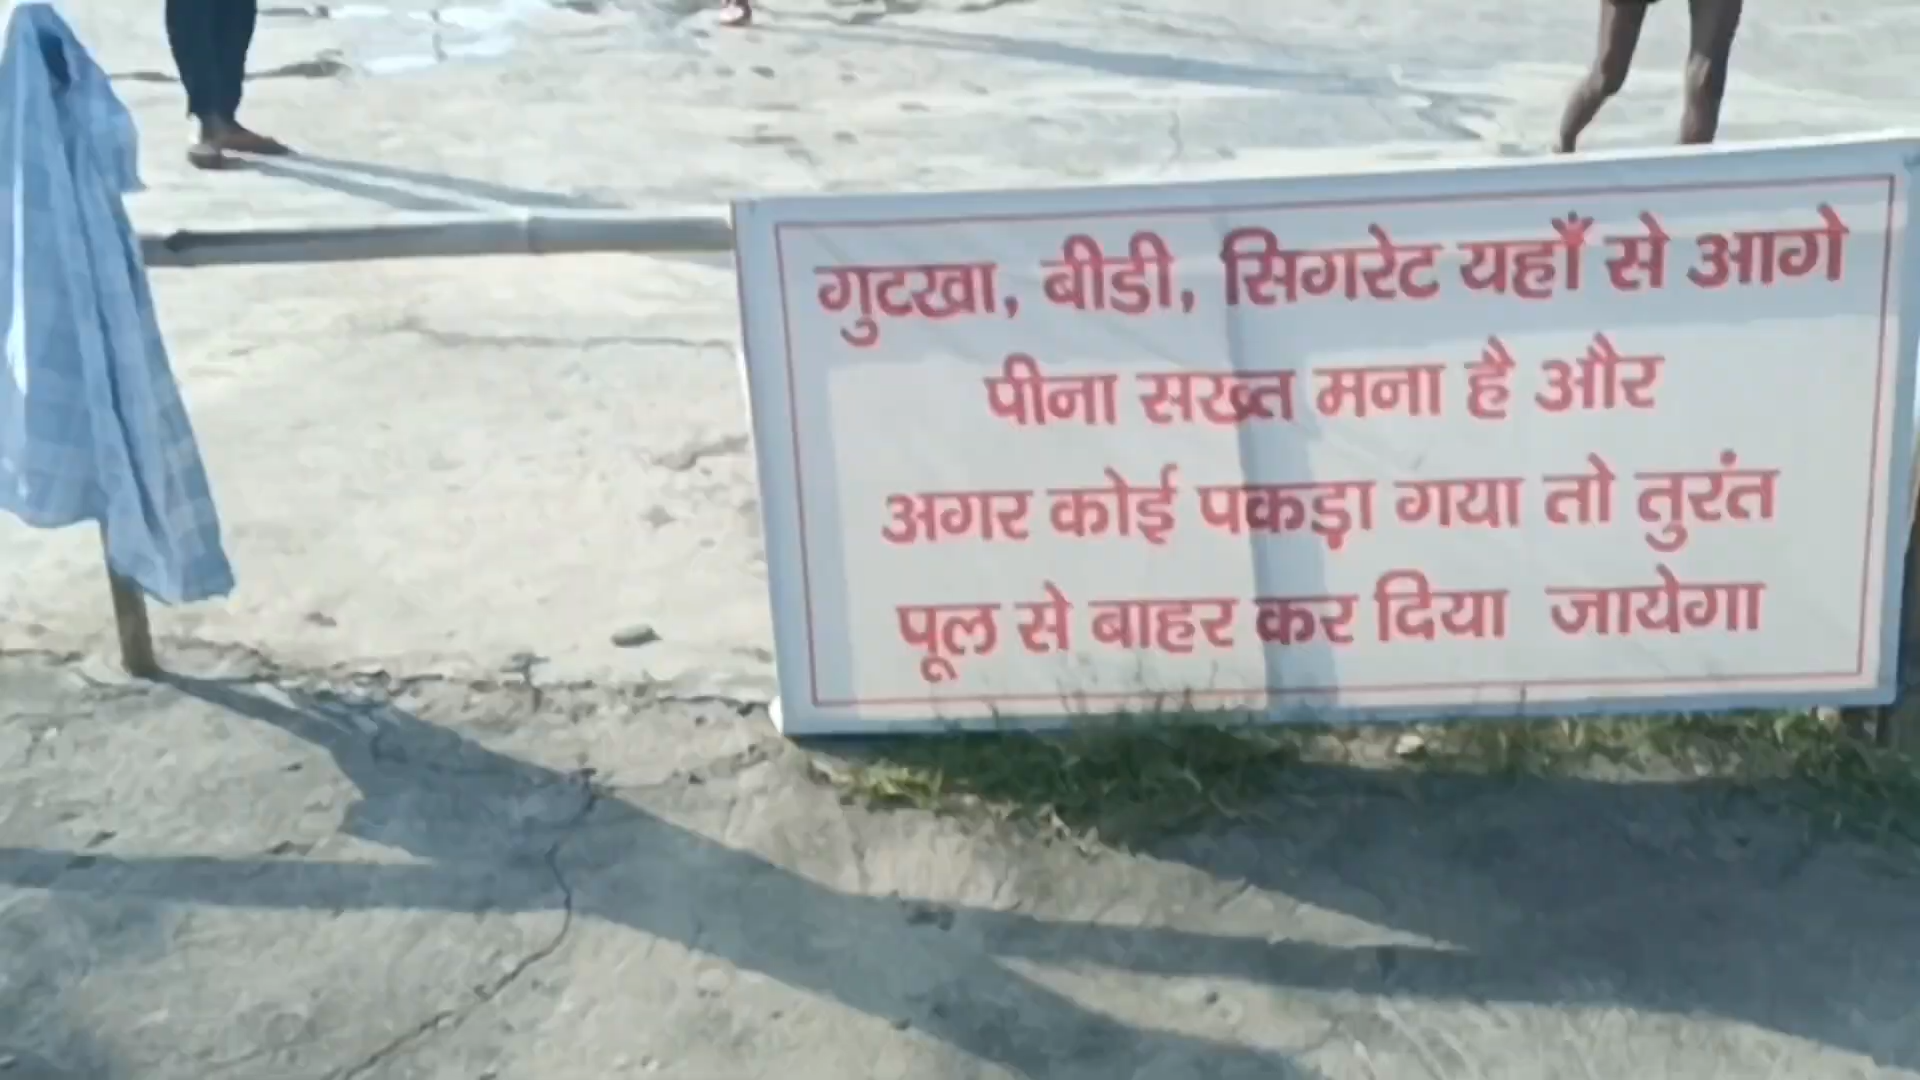 गुटखा, बीडी, सिगरेट यहाँ से आगे
पीना सख्त मना है और
अगर कोई पकड़ा गया तो तुरंत
पूल से बाहर कर दिया जायेगा